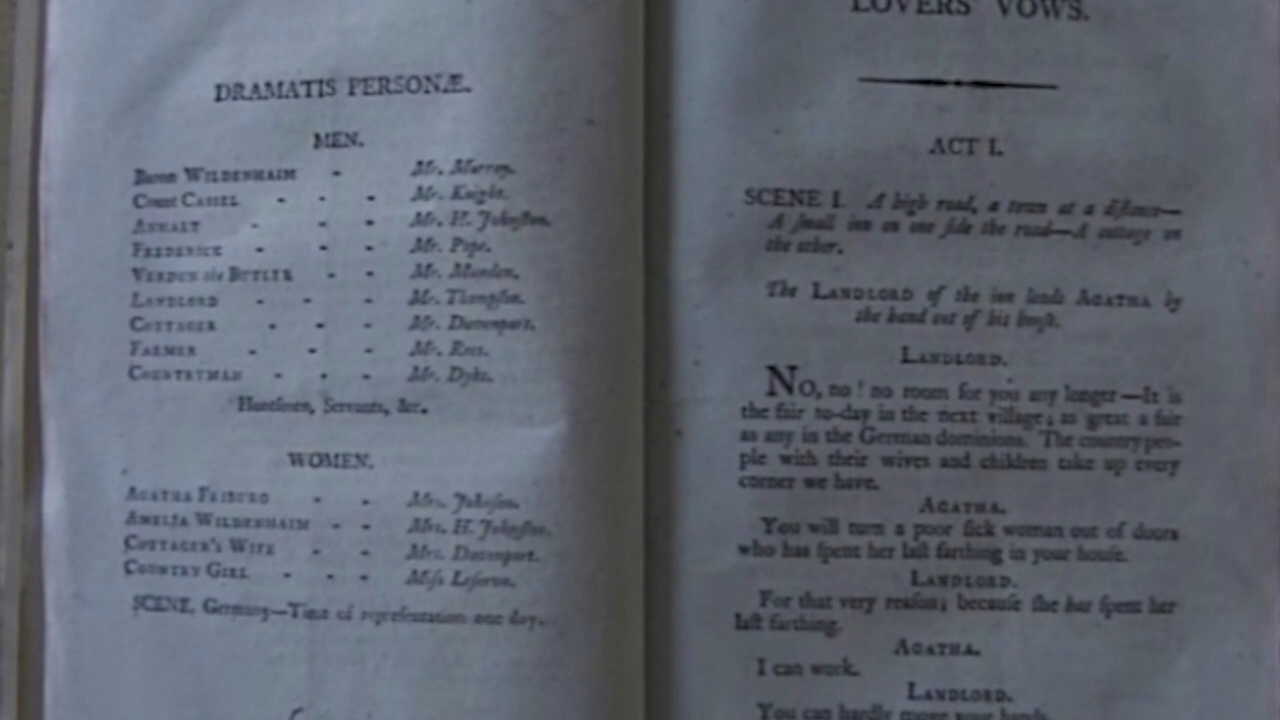 DRAMATIS PERSONÆ.
MEN.
Baron WILDENHAIM - Mr. Murray.
Count CASSEL - - - Mr. Knight.
ANHALT - - - Mr. H. Johnſton.
FREDERICK - - - Mr. Pope.
VERDUN the BUTLER - - Mr. Munden.
LANDLORD - - - Mr. Thompſon.
COTTAGER - - - Mr. Davenport.
FARMER - - - Mr. Rees.
COUNTRYMAN - - - Mr. Dyke.
Huntſmen, Servants, &c.
WOMEN.
AGATHA FRIBURG - - Mrs. Johnſon.
AMELIA WILDENHAIM - - Mrs. H. Johnſton.
COTTAGER'S WIFE - - Mrs. Davenport.
COUNTRY GIRL - - - Miſs Leſerve.
SCENE, Germany—Time of repreſentation one day.
LOVERS' VOWS.
ACT I.
SCENE I. A high road, a town at a diſtance—
A ſmall inn on one ſide the road—A cottage on
the other.
The LANDLORD of the inn leads AGATHA by
the hand out of his houſe.
LANDLORD.
No, no! no room for you any longer—It is
the fair to-day in the next village; as great a fair
as any in the German dominions. The country peo-
ple with their wives and children take up every
corner we have.
AGATHA.
You will turn a poor ſick woman out of doors
who has ſpent her laſt farthing in your houſe.
LANDLORD.
For that very reaſon; becauſe ſhe has ſpent her
laſt farthing.
AGATHA.
I can work.
LANDLORD.
You can hardly move your hands.